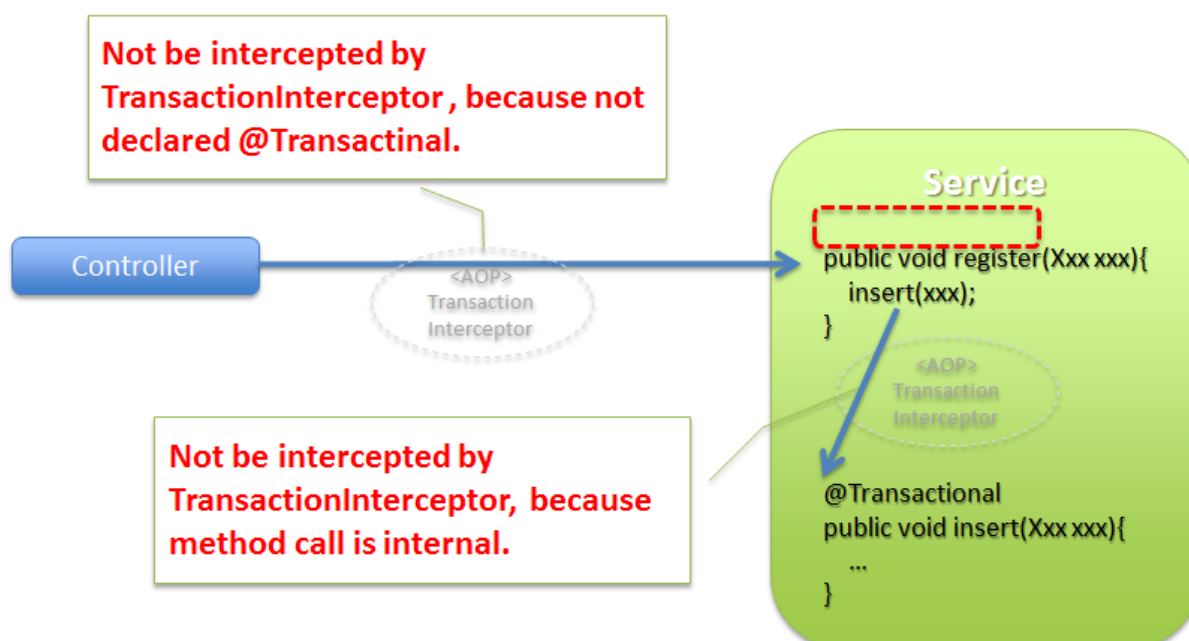 Not be intercepted by
TransactionInterceptor , because not
declared @Transactinal.
Service
Controller
<AOP>
Transaction
Interceptor
public void register(Xxx xxx){
insert(xxx);
}
<AOP>
Transaction
Interceptor
Not be intercepted by
TransactionInterceptor,  because
method call is internal.
@Transactional
public void insert(Xxx xxx){
...
}